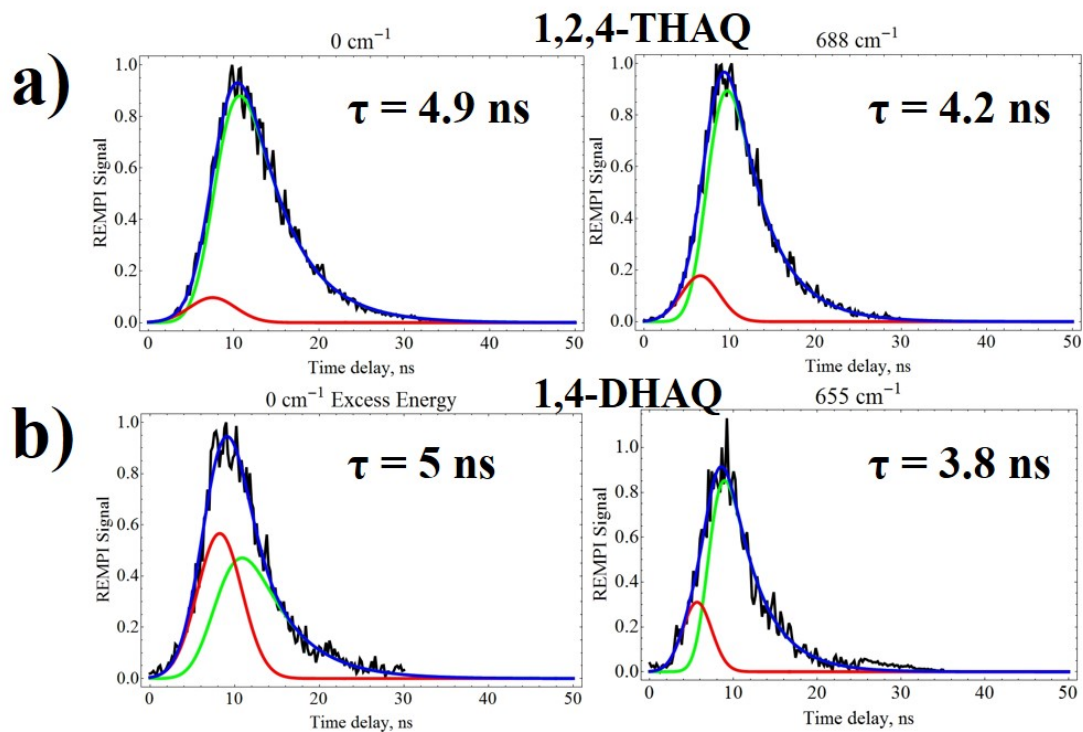 1,2,4-THAQ
a)
0 cm⁻¹
τ = 4.9 ns
REMPI Signal
1.0
0.8
0.6
0.4
0.2
0.0
0 10 20 30 40 50
Time delay, ns
688 cm⁻¹
τ = 4.2 ns
REMPI Signal
1.0
0.8
0.6
0.4
0.2
0.0
0 10 20 30 40 50
Time delay, ns
1,4-DHAQ
b)
0 cm⁻¹ Excess Energy
τ = 5 ns
REMPI Signal
1.0
0.8
0.6
0.4
0.2
0.0
0 10 20 30 40 50
Time delay, ns
655 cm⁻¹
τ = 3.8 ns
REMPI Signal
1.0
0.8
0.6
0.4
0.2
0.0
0 10 20 30 40 50
Time delay, ns